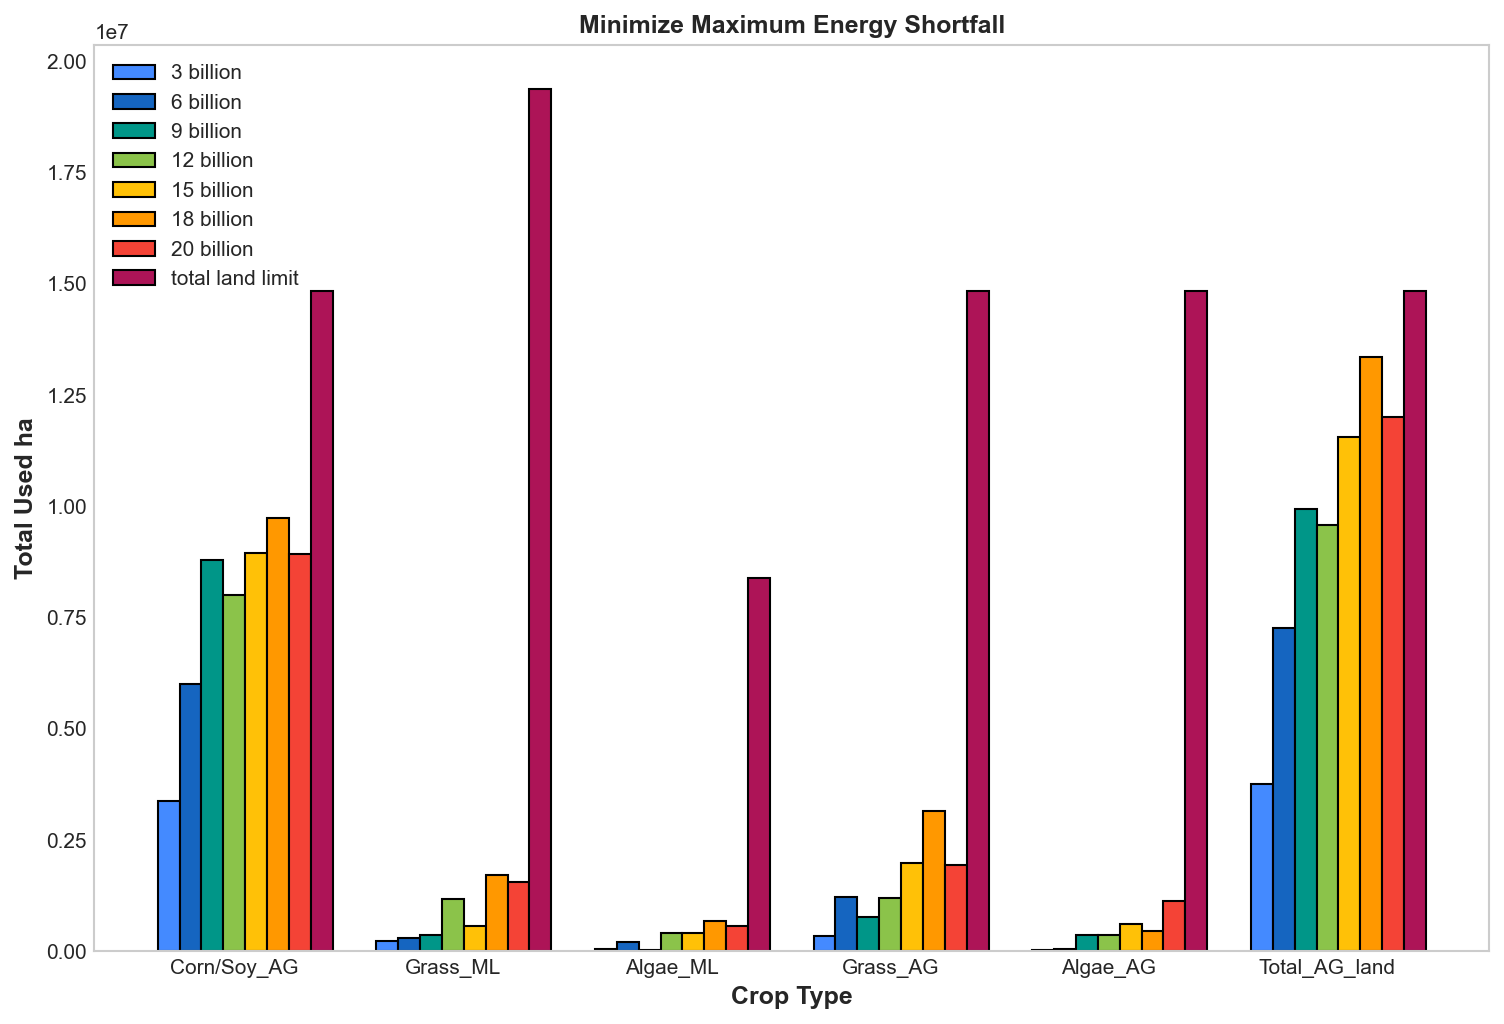 Minimize Maximum Energy Shortfall
1e7
2.00
1.75
1.50
1.25
1.00
0.75
0.50
0.25
0.00
Total Used ha
3 billion
6 billion
9 billion
12 billion
15 billion
18 billion
20 billion
total land limit
Corn/Soy_AG
Grass_ML
Algae_ML
Grass_AG
Algae_AG
Total_AG_land
Crop Type